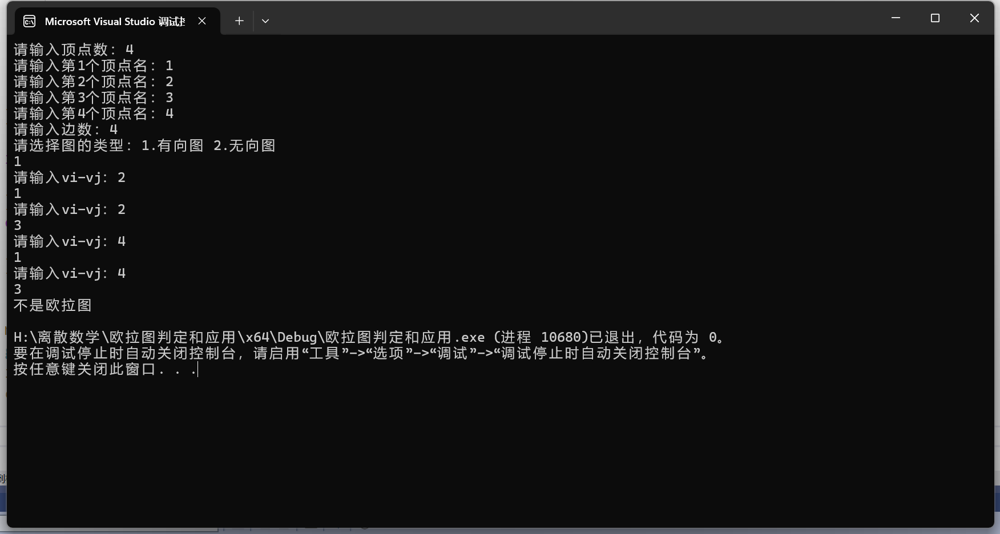 Microsoft Visual Studio 调试
请输入顶点数: 4
请输入第1个顶点名: 1
请输入第2个顶点名: 2
请输入第3个顶点名: 3
请输入第4个顶点名: 4
请输入边数: 4
请选择图的类型: 1.有向图 2.无向图
1
请输入vi-vj: 2
1
请输入vi-vj: 2
3
请输入vi-vj: 4
1
请输入vi-vj: 4
3
不是欧拉图
H:\离散数学\欧拉图判定和应用\x64\Debug\欧拉图判定和应用.exe (进程 10680)已退出，代码为 0。
要在调试停止时自动关闭控制台，请启用“工具”->“选项”->“调试”->“调试停止时自动关闭控制台”。
按任意键关闭此窗口. . .